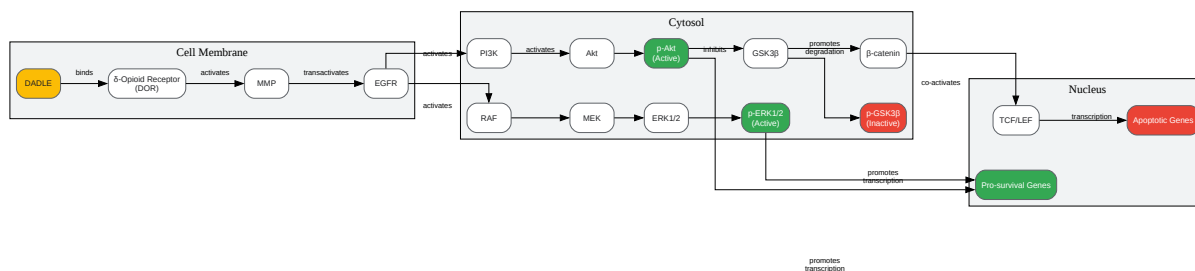 Cytosol
Cell Membrane
Nucleus
DADLE
binds
δ-Opioid Receptor
(DOR)
activates
MMP
transactivates
EGFR
activates
activates
PI3K
activates
Akt
p-Akt
(Active)
inhibits
GSK3β
promotes
degradation
β-catenin
co-activates
RAF
MEK
ERK1/2
p-ERK1/2
(Active)
p-GSK3β
(Inactive)
TCF/LEF
transcription
Apoptotic Genes
promotes
transcription
Pro-survival Genes
promotes
transcription